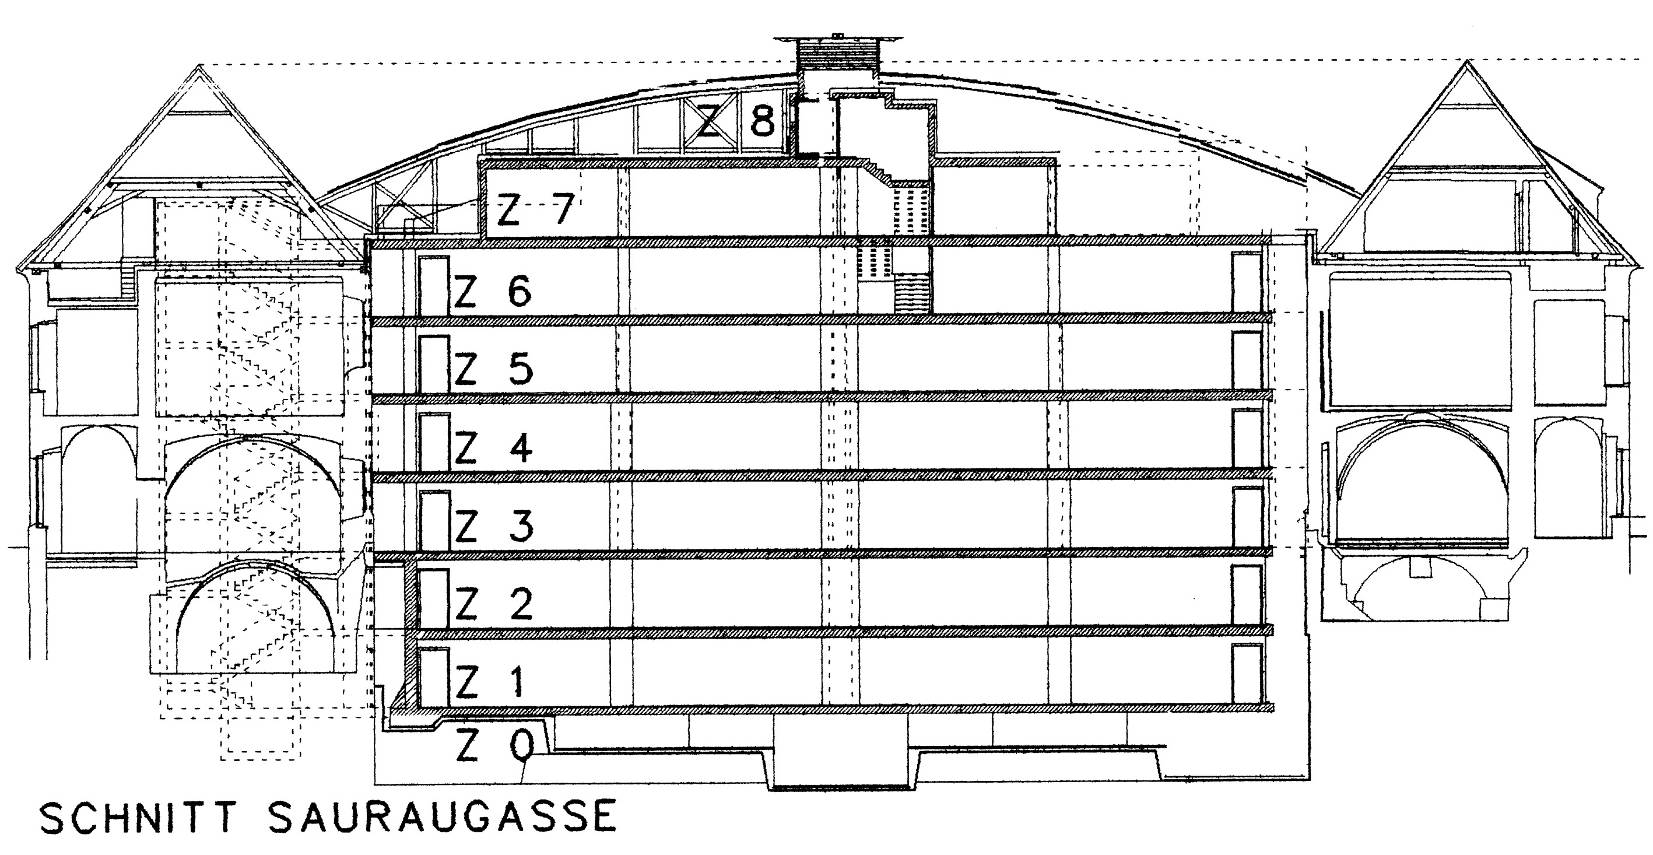 Z 8
Z 7
Z 6
Z 5
Z 4
Z 3
Z 2
Z 1
Z 0
SCHNITT SAURAUGASSE